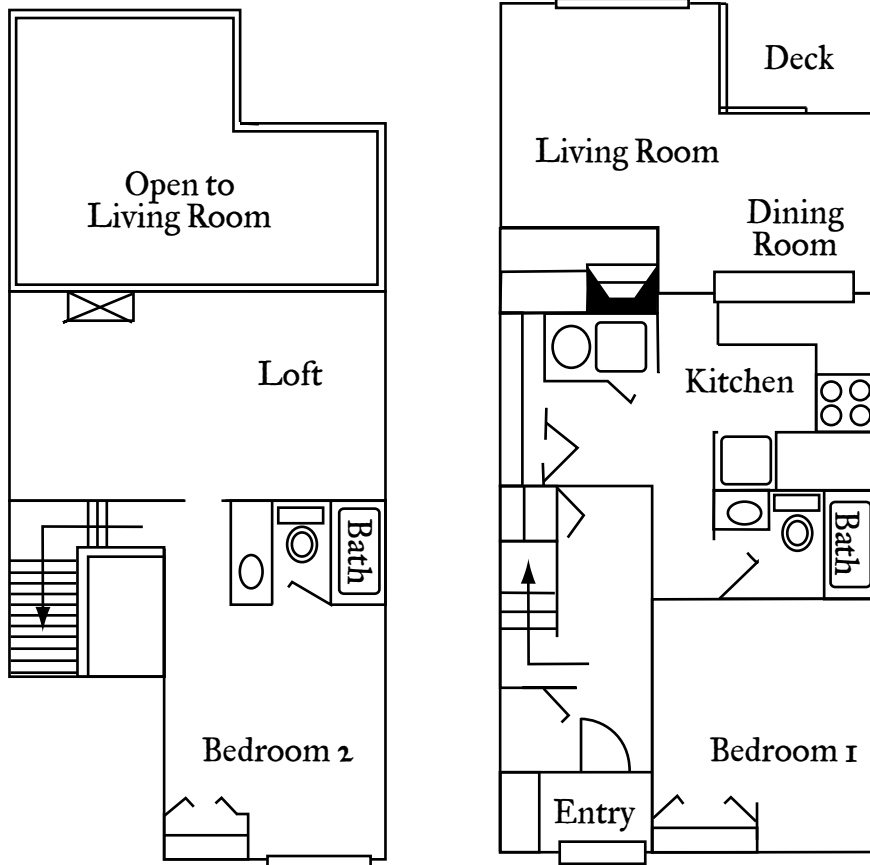 Open to
Living Room
Loft
Bath
Bedroom 2
Deck
Living Room
Dining
Room
Kitchen
Bath
Bedroom 1
Entry